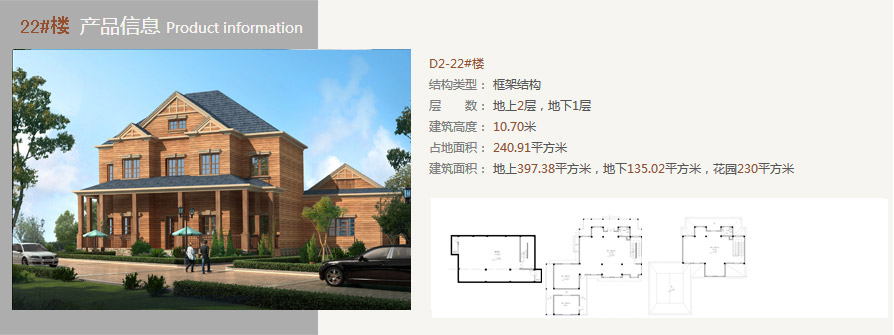 22#楼 产品信息 Product information
D2-22#楼
结构类型： 框架结构
层　　数： 地上2层，地下1层
建筑高度： 10.70米
占地面积： 240.91平方米
建筑面积： 地上397.38平方米，地下135.02平方米，花园230平方米